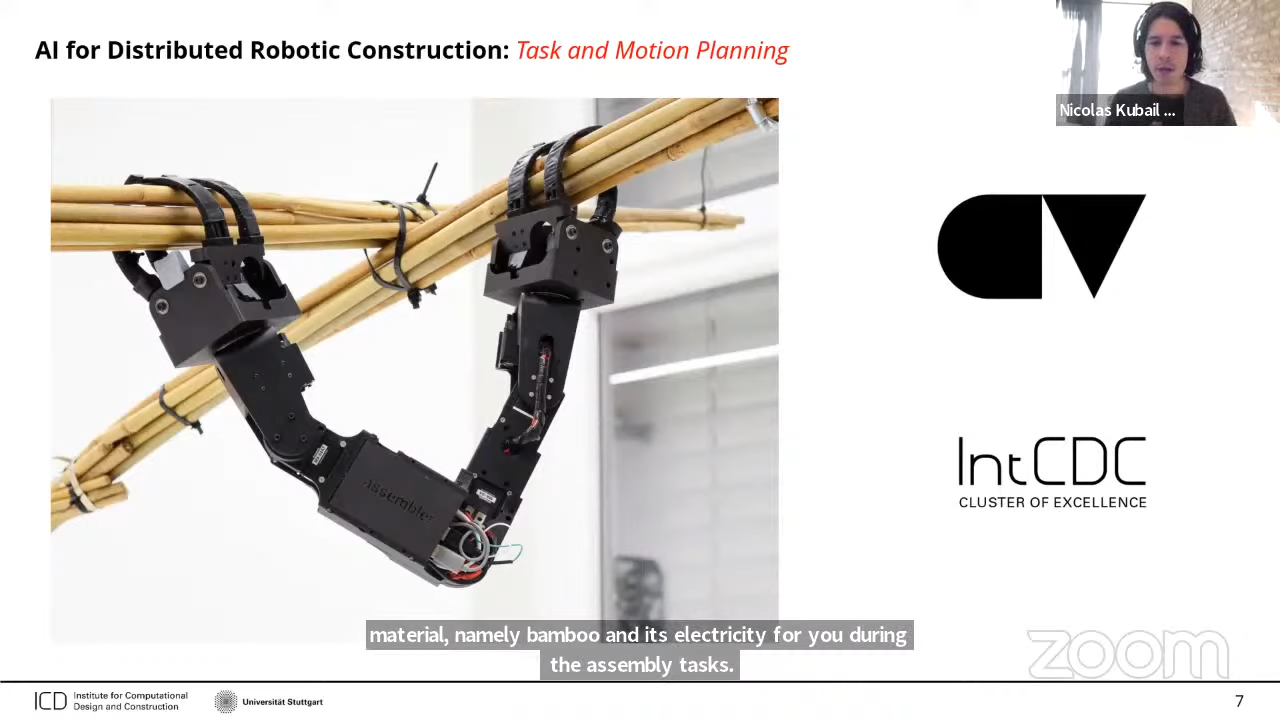 AI for Distributed Robotic Construction: Task and Motion Planning
Nicolas Kubail ...
assembler
IntCDC
CLUSTER OF EXCELLENCE
material, namely bamboo and its electricity for you during
the assembly tasks.
zoom
ICD Institute for Computational
Design and Construction
Universität Stuttgart
7